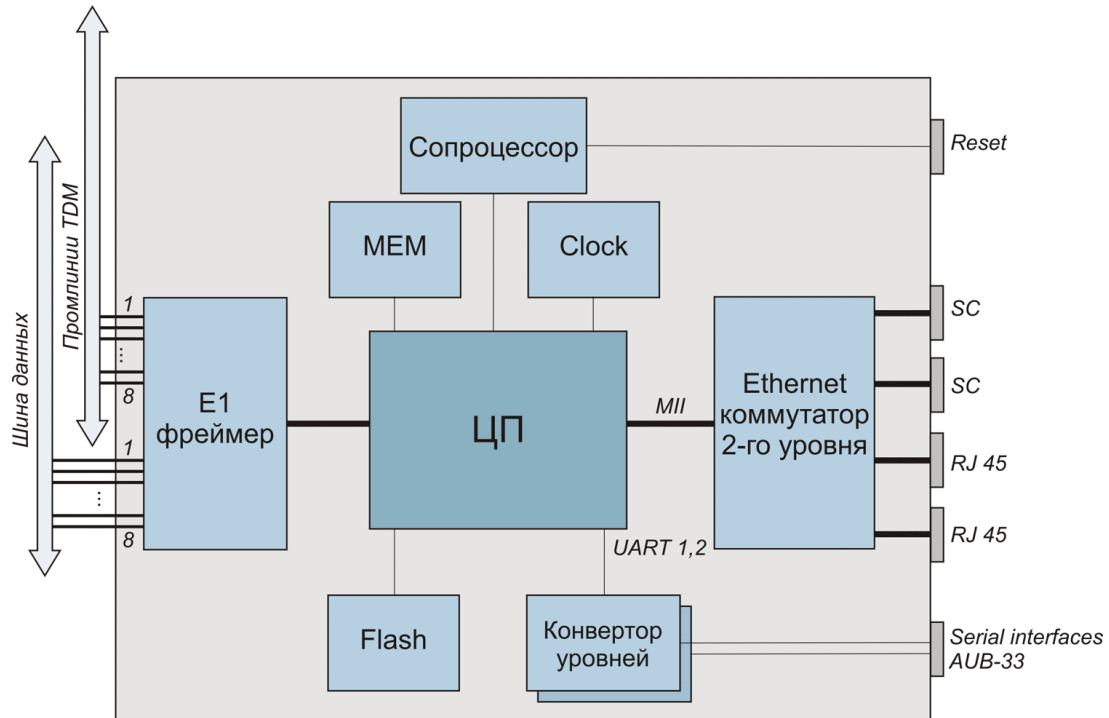 Сопроцессор
Reset
MEM
Clock
Промлинии TDM
Шина данных
1
...
8
1
...
8
E1
фреймер
ЦП
MII
Ethernet
коммутатор
2-го уровня
SC
SC
RJ 45
RJ 45
UART 1,2
Flash
Конвертор
уровней
Serial interfaces
AUB-33